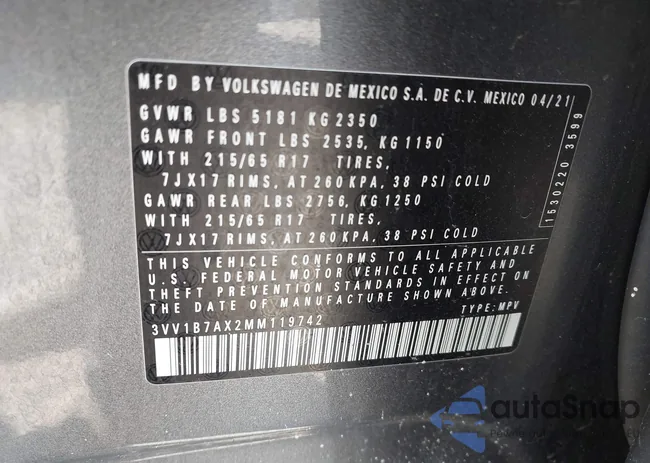 MFD BY VOLKSWAGEN DE MEXICO S.A. DE C.V. MEXICO 04/21
GVWR LBS 5181 KG 2350
GAWR FRONT LBS 2535, KG 1150
WITH 215/65 R17 TIRES,
7JX17 RIMS, AT 260 KPA, 38 PSI COLD
GAWR REAR LBS 2756, KG 1250
WITH 215/65 R17 TIRES,
7JX17 RIMS, AT 260 KPA, 38 PSI COLD
THIS VEHICLE CONFORMS TO ALL APPLICABLE
U.S. FEDERAL MOTOR VEHICLE SAFETY AND
THEFT PREVENTION STANDARDS IN EFFECT ON
THE DATE OF MANUFACTURE SHOWN ABOVE.
3VV1B7AX2MM119742 TYPE: MPV
1530220 3599
autoSnap